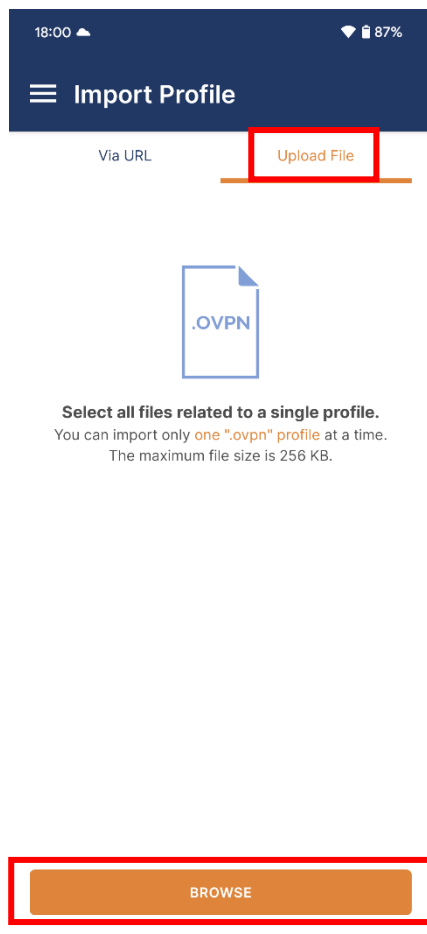 18:00 87%
Import Profile
Via URL Upload File
.OVPN
Select all files related to a single profile.
You can import only one ".ovpn" profile at a time.
The maximum file size is 256 KB.
BROWSE